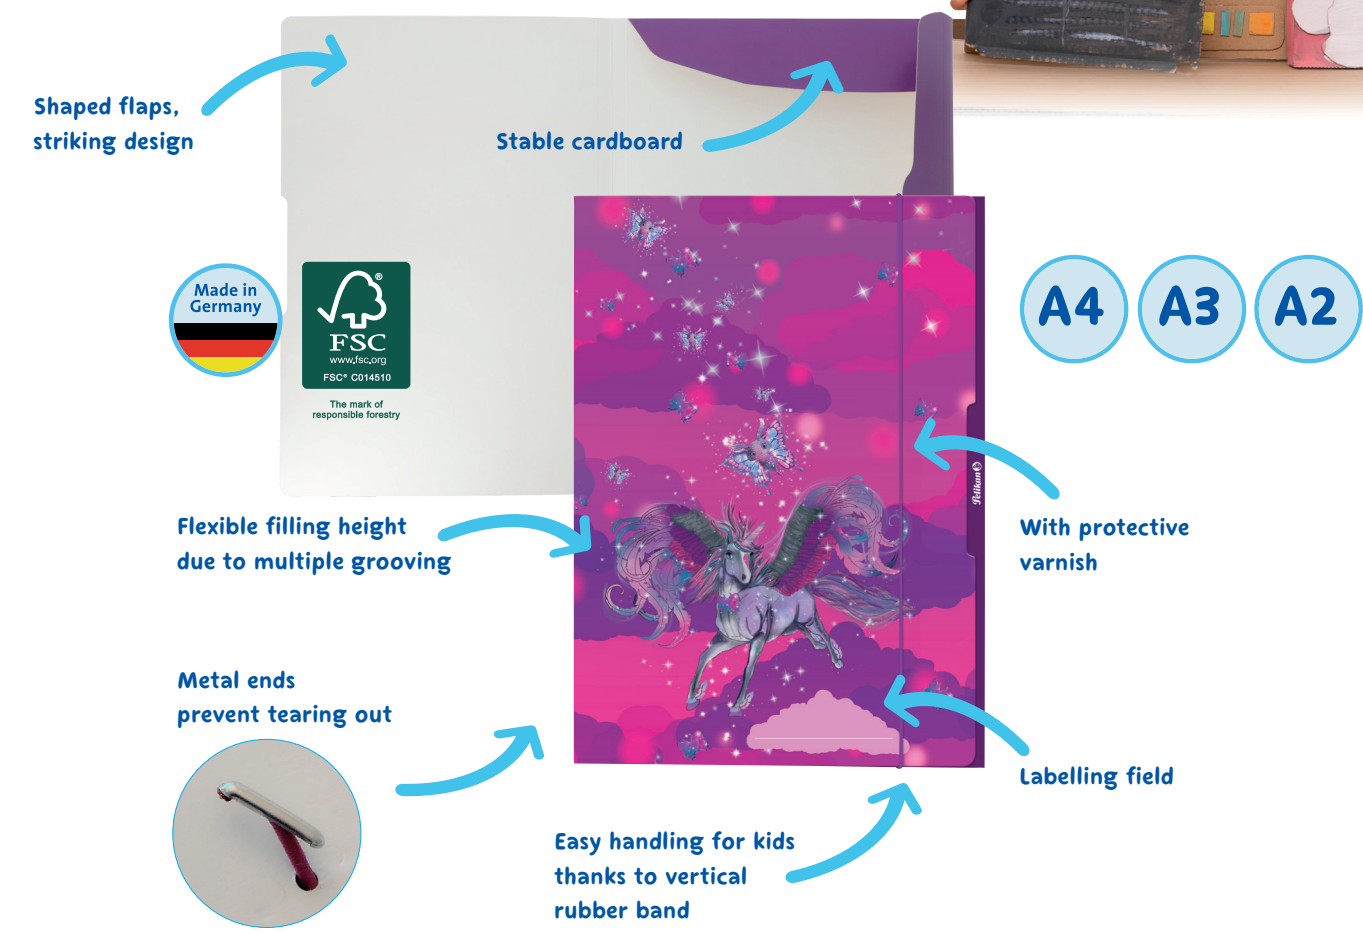 Shaped flaps,
striking design
Stable cardboard
Made in
Germany
FSC
www.fsc.org
FSC® C014510
The mark of
responsible forestry
A4 A3 A2
Pelikan
Flexible filling height
due to multiple grooving
With protective
varnish
Metal ends
prevent tearing out
Labelling field
Easy handling for kids
thanks to vertical
rubber band